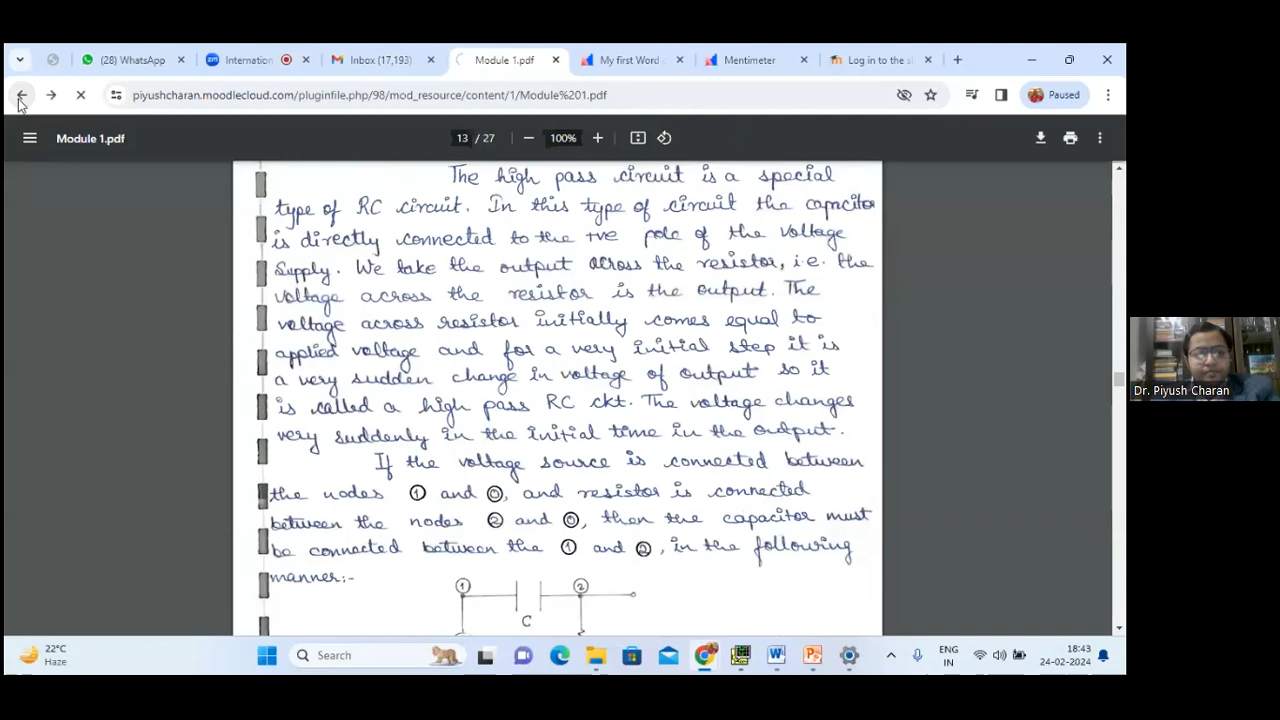 (28) WhatsApp
Internation
Inbox (17,193)
Module 1.pdf
My first Word
Mentimeter
Log in to the si
piyushcharan.moodlecloud.com/pluginfile.php/98/mod_resource/content/1/Module%201.pdf
Paused
Module 1.pdf
13 / 27
100%
The high pass circuit is a special
type of RC circuit. In this type of circuit the capacitor
is directly connected to the +ve pole of the voltage
supply. We take the output across the resistor, i.e. the
voltage across the resistor is the output. The
voltage across resistor initially comes equal to
applied voltage and for a very initial step it is
a very sudden change in voltage of output so it
is called a high pass RC ckt. The voltage changes
very suddenly in the initial time in the output.
If the voltage source is connected between
the nodes ① and ⓪, and resistor is connected
between the nodes ② and ⓪, then the capacitor must
be connected between the ① and ②, in the following
manner:-
① ②
C
Dr. Piyush Charan
22°C
Haze
Search
ENG
IN
18:43
24-02-2024